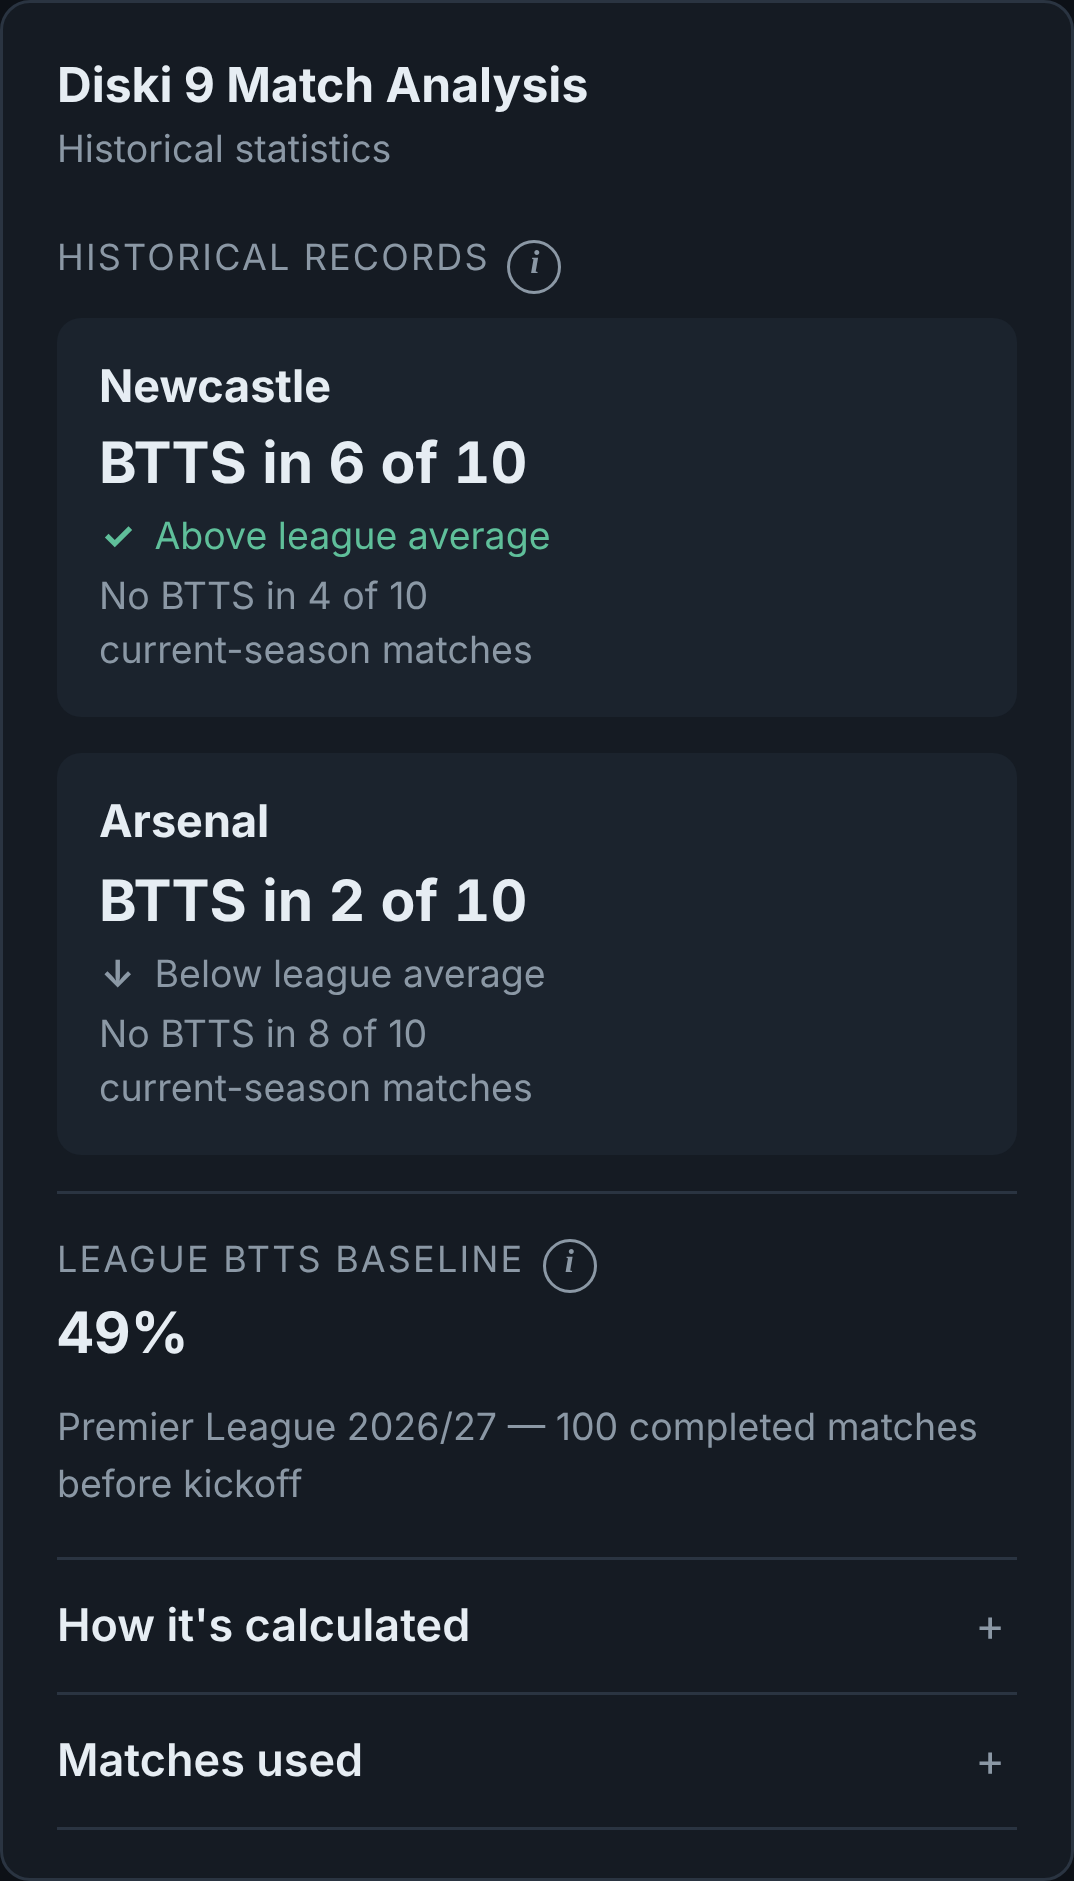 Diski 9 Match Analysis
Historical statistics
HISTORICAL RECORDS i
Newcastle
BTTS in 6 of 10
✓ Above league average
No BTTS in 4 of 10
current-season matches
Arsenal
BTTS in 2 of 10
↓ Below league average
No BTTS in 8 of 10
current-season matches
LEAGUE BTTS BASELINE i
49%
Premier League 2026/27 — 100 completed matches
before kickoff
How it's calculated +
Matches used +